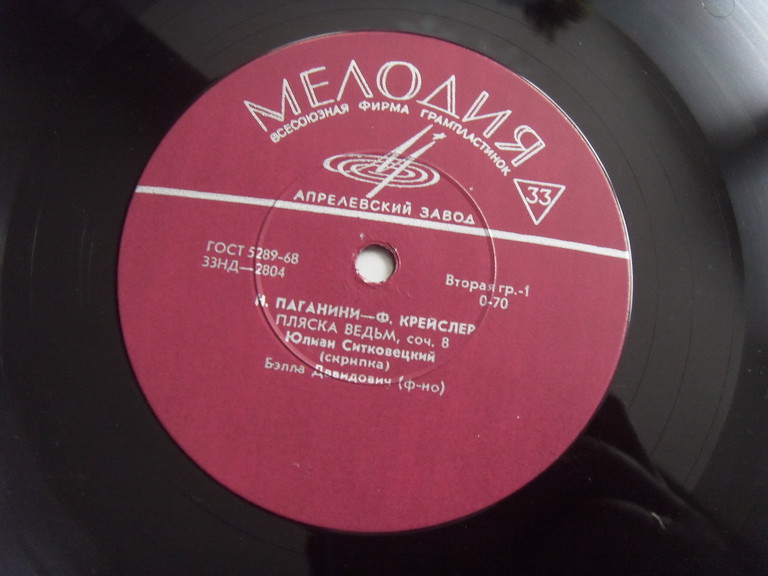 МЕЛОДИЯ
ВСЕСОЮЗНАЯ ФИРМА ГРАМПЛАСТИНОК
33
АПРЕЛЕВСКИЙ ЗАВОД
ГОСТ 5289-68
33НД—2804
Вторая гр.-1
0-70
Н. ПАГАНИНИ—Ф. КРЕЙСЛЕР
ПЛЯСКА ВЕДЬМ, соч. 8
Юлиан Ситковецкий
(скрипка)
Бэлла Давидович (ф-но)